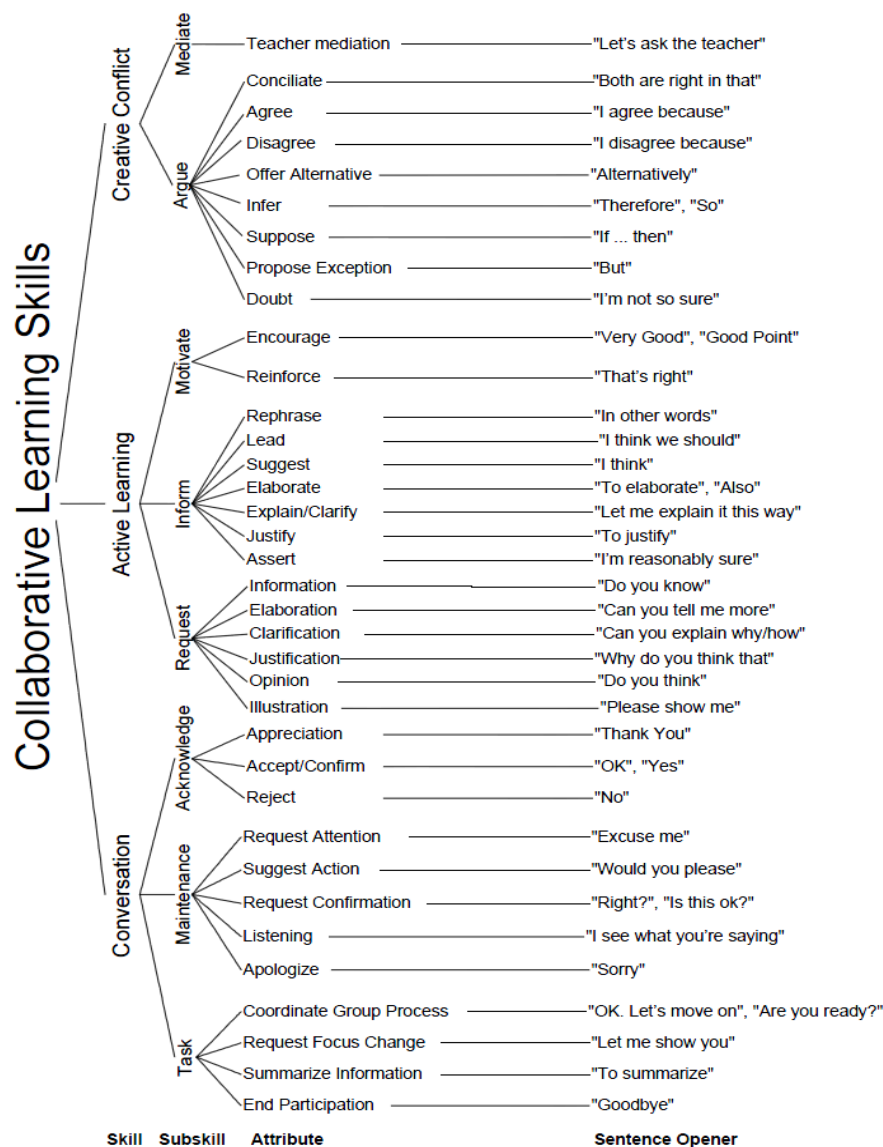 Collaborative Learning Skills
Creative Conflict
Mediate
Teacher mediation "Let's ask the teacher"
Argue
Conciliate "Both are right in that"
Agree "I agree because"
Disagree "I disagree because"
Offer Alternative "Alternatively"
Infer "Therefore", "So"
Suppose "If ... then"
Propose Exception "But"
Doubt "I'm not so sure"
Active Learning
Motivate
Encourage "Very Good", "Good Point"
Reinforce "That's right"
Inform
Rephrase "In other words"
Lead "I think we should"
Suggest "I think"
Elaborate "To elaborate", "Also"
Explain/Clarify "Let me explain it this way"
Justify "To justify"
Assert "I'm reasonably sure"
Request
Information "Do you know"
Elaboration "Can you tell me more"
Clarification "Can you explain why/how"
Justification "Why do you think that"
Opinion "Do you think"
Illustration "Please show me"
Conversation
Acknowledge
Appreciation "Thank You"
Accept/Confirm "OK", "Yes"
Reject "No"
Maintenance
Request Attention "Excuse me"
Suggest Action "Would you please"
Request Confirmation "Right?", "Is this ok?"
Listening "I see what you're saying"
Apologize "Sorry"
Task
Coordinate Group Process "OK. Let's move on", "Are you ready?"
Request Focus Change "Let me show you"
Summarize Information "To summarize"
End Participation "Goodbye"
Skill Subskill Attribute Sentence Opener